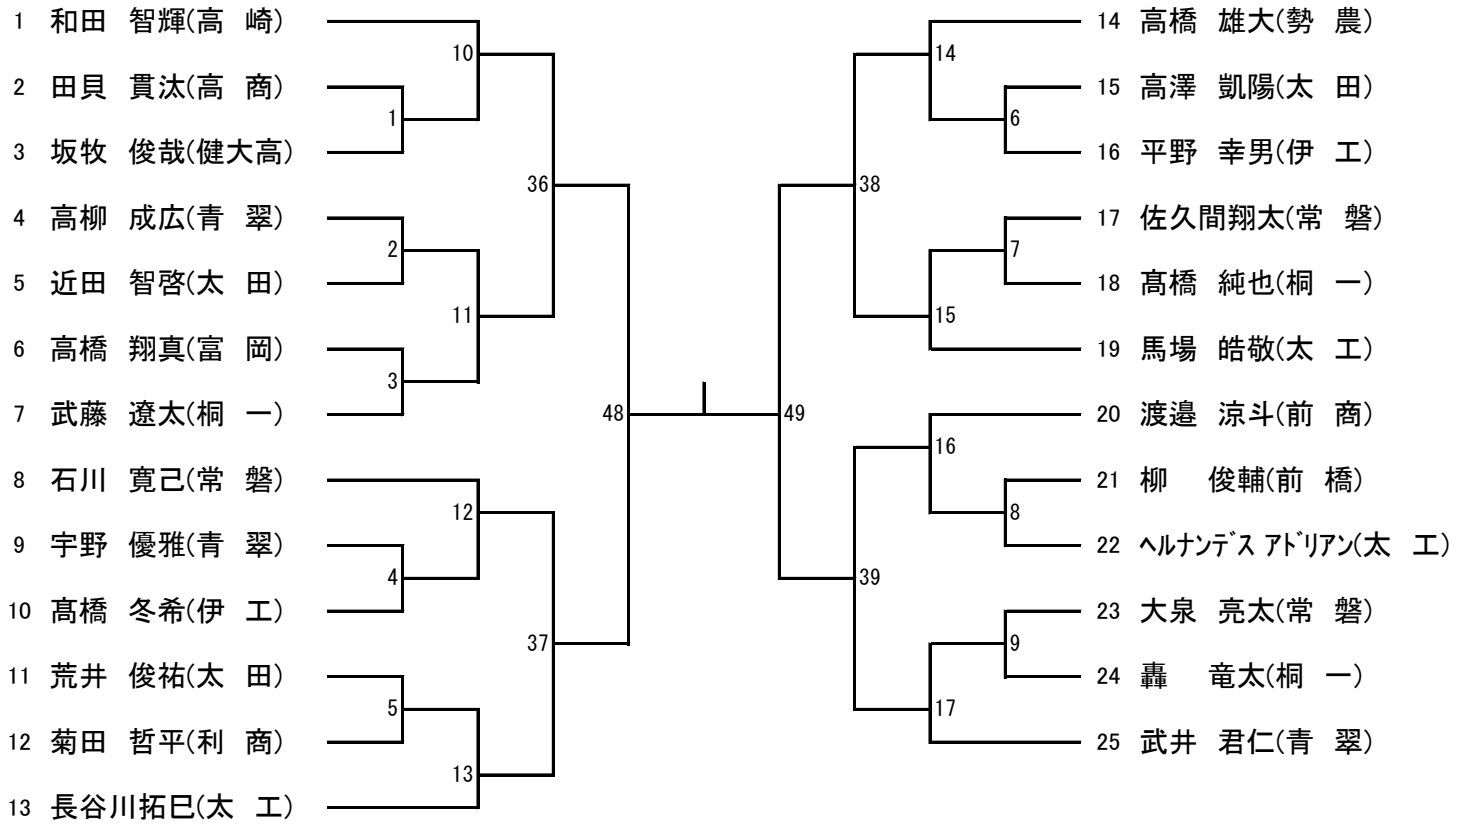 1 和田 智輝(高 崎)
2 田貝 貫汰(高 商)
3 坂牧 俊哉(健大高)
4 高柳 成広(青 翠)
5 近田 智啓(太 田)
6 高橋 翔真(富 岡)
7 武藤 遼太(桐 一)
8 石川 寛己(常 磐)
9 宇野 優雅(青 翠)
10 髙橋 冬希(伊 工)
11 荒井 俊祐(太 田)
12 菊田 哲平(利 商)
13 長谷川拓巳(太 工)
10
1
36
2
11
3
48
12
4
37
5
13
14
6
38
7
15
49
16
8
39
9
17
14 高橋 雄大(勢 農)
15 高澤 凱陽(太 田)
16 平野 幸男(伊 工)
17 佐久間翔太(常 磐)
18 髙橋 純也(桐 一)
19 馬場 皓敬(太 工)
20 渡邉 涼斗(前 商)
21 柳 俊輔(前 橋)
22 ﾍﾙﾅﾝﾃﾞｽ ｱﾄﾞﾘｱﾝ(太 工)
23 大泉 亮太(常 磐)
24 轟 竜太(桐 一)
25 武井 君仁(青 翠)